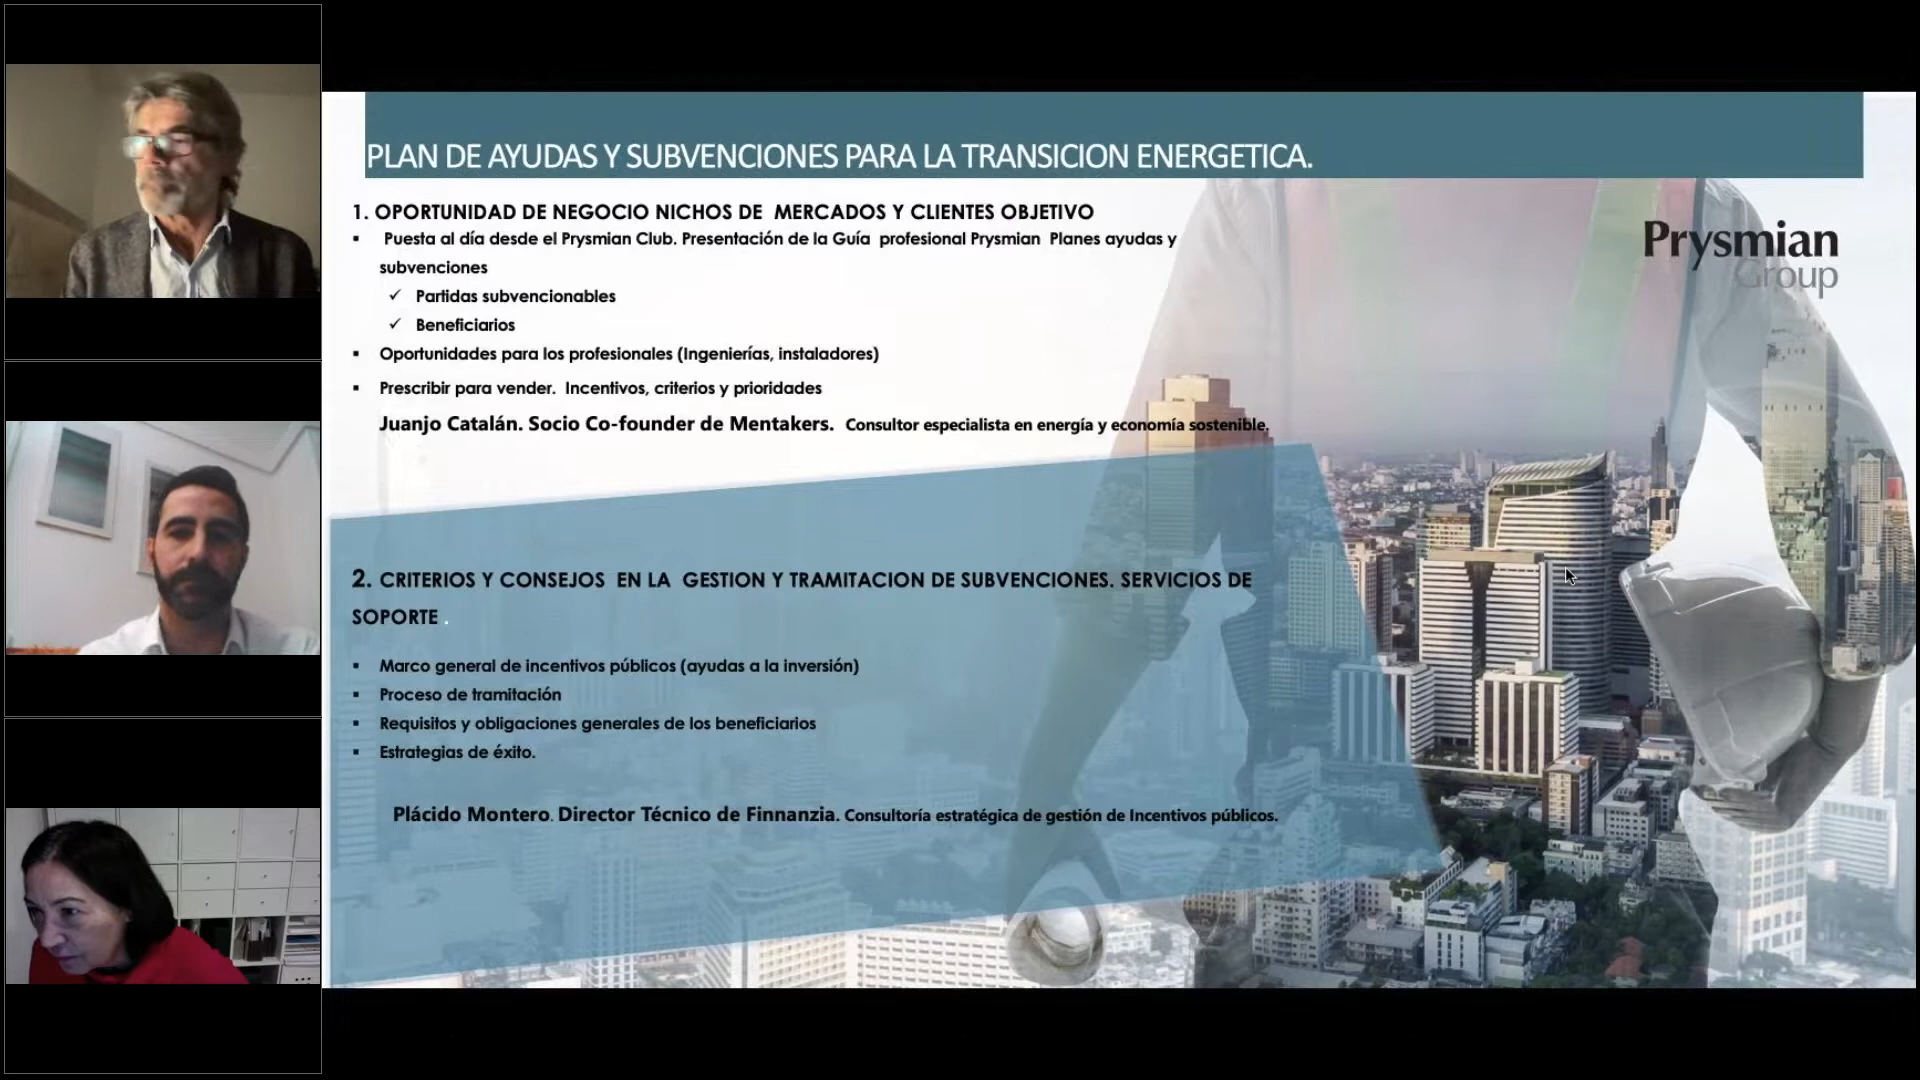 PLAN DE AYUDAS Y SUBVENCIONES PARA LA TRANSICION ENERGETICA.
1. OPORTUNIDAD DE NEGOCIO NICHOS DE MERCADOS Y CLIENTES OBJETIVO
▪ Puesta al día desde el Prysmian Club. Presentación de la Guía profesional Prysmian Planes ayudas y
subvenciones
✓ Partidas subvencionables
✓ Beneficiarios
▪ Oportunidades para los profesionales (Ingenierías, instaladores)
▪ Prescribir para vender. Incentivos, criterios y prioridades
Juanjo Catalán. Socio Co-founder de Mentakers. Consultor especialista en energía y economía sostenible.
Prysmian
Group
2. CRITERIOS Y CONSEJOS EN LA GESTION Y TRAMITACION DE SUBVENCIONES. SERVICIOS DE
SOPORTE .
▪ Marco general de incentivos públicos (ayudas a la inversión)
▪ Proceso de tramitación
▪ Requisitos y obligaciones generales de los beneficiarios
▪ Estrategias de éxito.
Plácido Montero. Director Técnico de Finnanzia. Consultoría estratégica de gestión de Incentivos públicos.